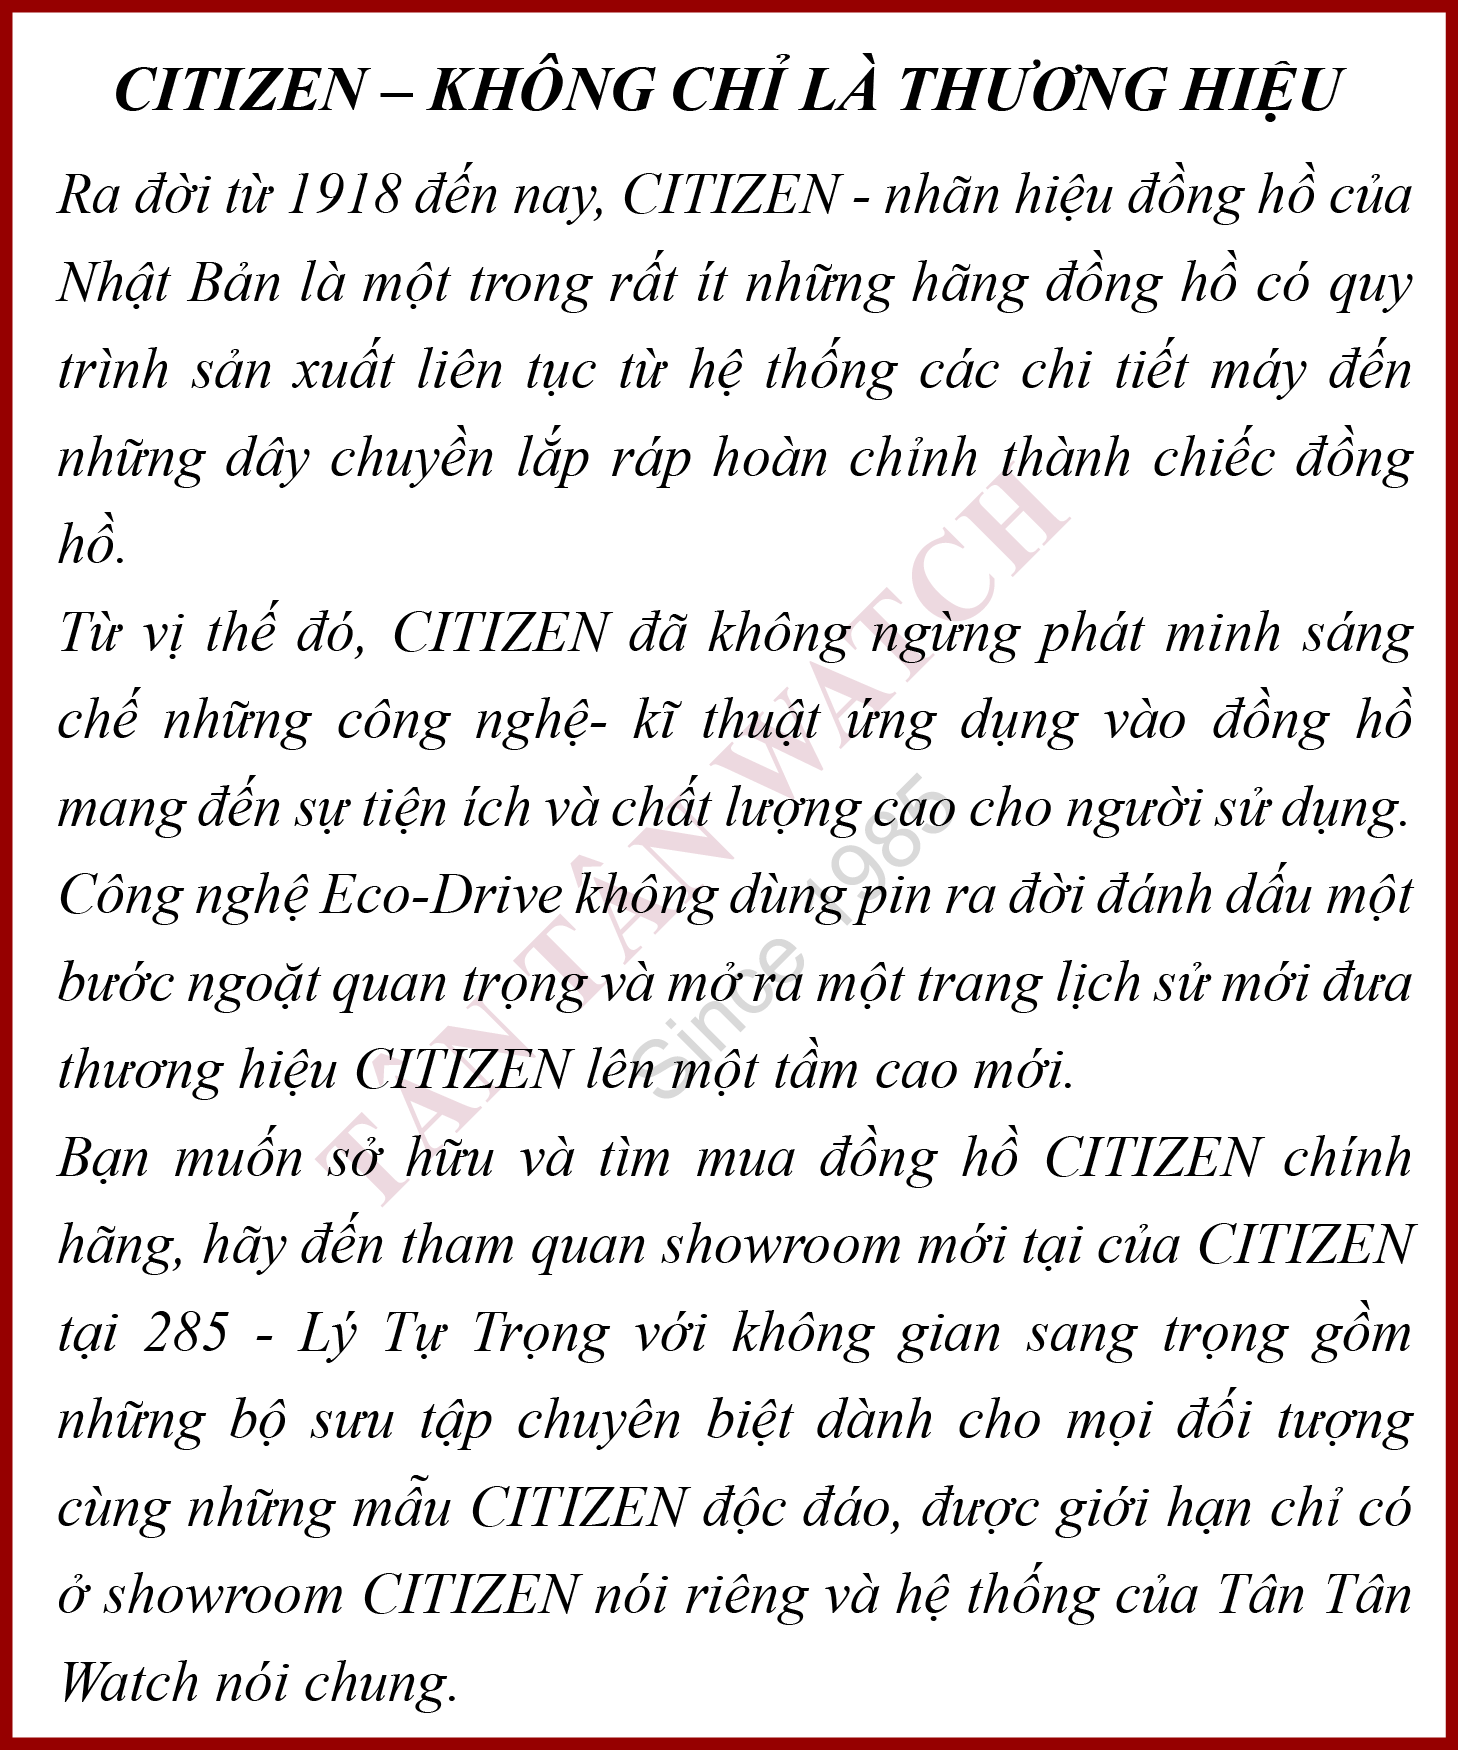 CITIZEN – KHÔNG CHỈ LÀ THƯƠNG HIỆU
Ra đời từ 1918 đến nay, CITIZEN - nhãn hiệu đồng hồ của
Nhật Bản là một trong rất ít những hãng đồng hồ có quy
trình sản xuất liên tục từ hệ thống các chi tiết máy đến
những dây chuyền lắp ráp hoàn chỉnh thành chiếc đồng
hồ.
Từ vị thế đó, CITIZEN đã không ngừng phát minh sáng
chế những công nghệ- kĩ thuật ứng dụng vào đồng hồ
mang đến sự tiện ích và chất lượng cao cho người sử dụng.
Công nghệ Eco-Drive không dùng pin ra đời đánh dấu một
bước ngoặt quan trọng và mở ra một trang lịch sử mới đưa
thương hiệu CITIZEN lên một tầm cao mới.
Bạn muốn sở hữu và tìm mua đồng hồ CITIZEN chính
hãng, hãy đến tham quan showroom mới tại của CITIZEN
tại 285 - Lý Tự Trọng với không gian sang trọng gồm
những bộ sưu tập chuyên biệt dành cho mọi đối tượng
cùng những mẫu CITIZEN độc đáo, được giới hạn chỉ có
ở showroom CITIZEN nói riêng và hệ thống của Tân Tân
Watch nói chung.
TÂN TÂN WATCH
Since 1985